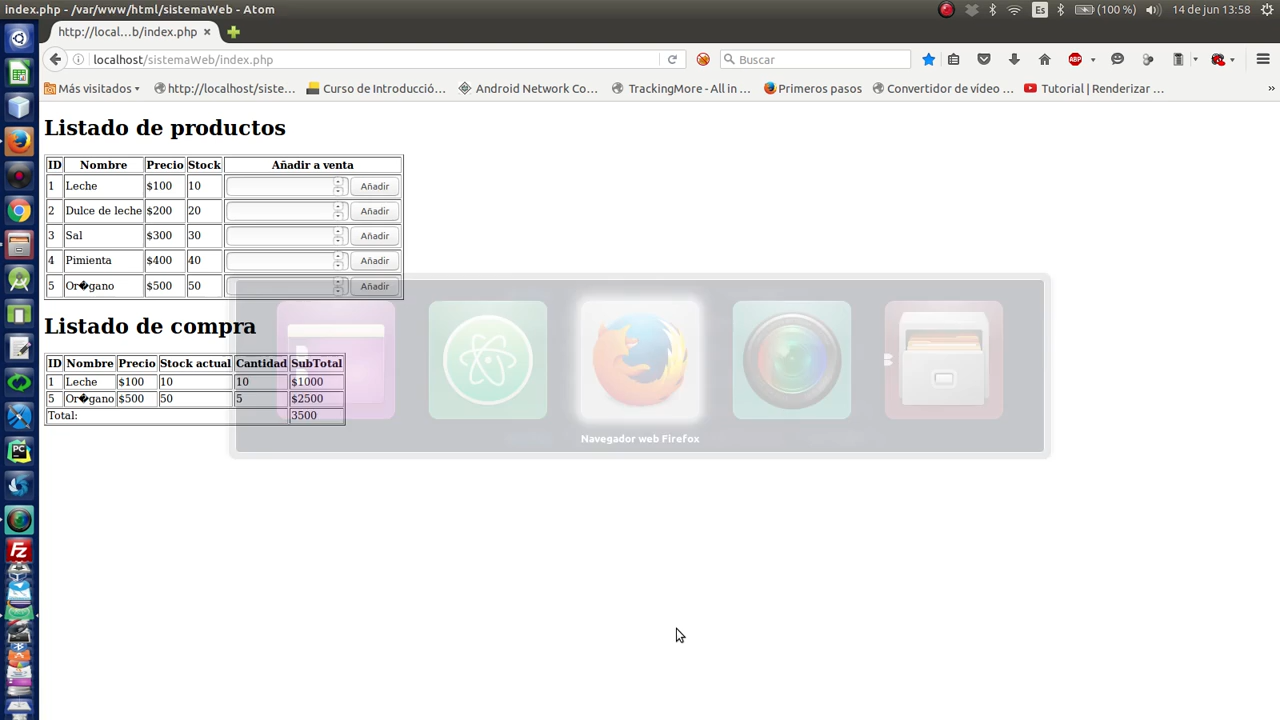 index.php - /var/www/html/sistemaWeb - Atom
Es
(100 %)
14 de jun 13:58
http://local...b/index.php
localhost/sistemaWeb/index.php
Buscar
ABP
Más visitados
http://localhost/siste...
Curso de Introducció...
Android Network Co...
TrackingMore - All in ...
Primeros pasos
Convertidor de vídeo ...
Tutorial | Renderizar ...
»
Listado de productos
ID Nombre Precio Stock Añadir a venta
1 Leche $100 10 Añadir
2 Dulce de leche $200 20 Añadir
3 Sal $300 30 Añadir
4 Pimienta $400 40 Añadir
5 Or�gano $500 50 Añadir
Listado de compra
ID Nombre Precio Stock actual Cantidad SubTotal
1 Leche $100 10 10 $1000
5 Or�gano $500 50 5 $2500
Total: 3500
Navegador web Firefox
PC
Fz